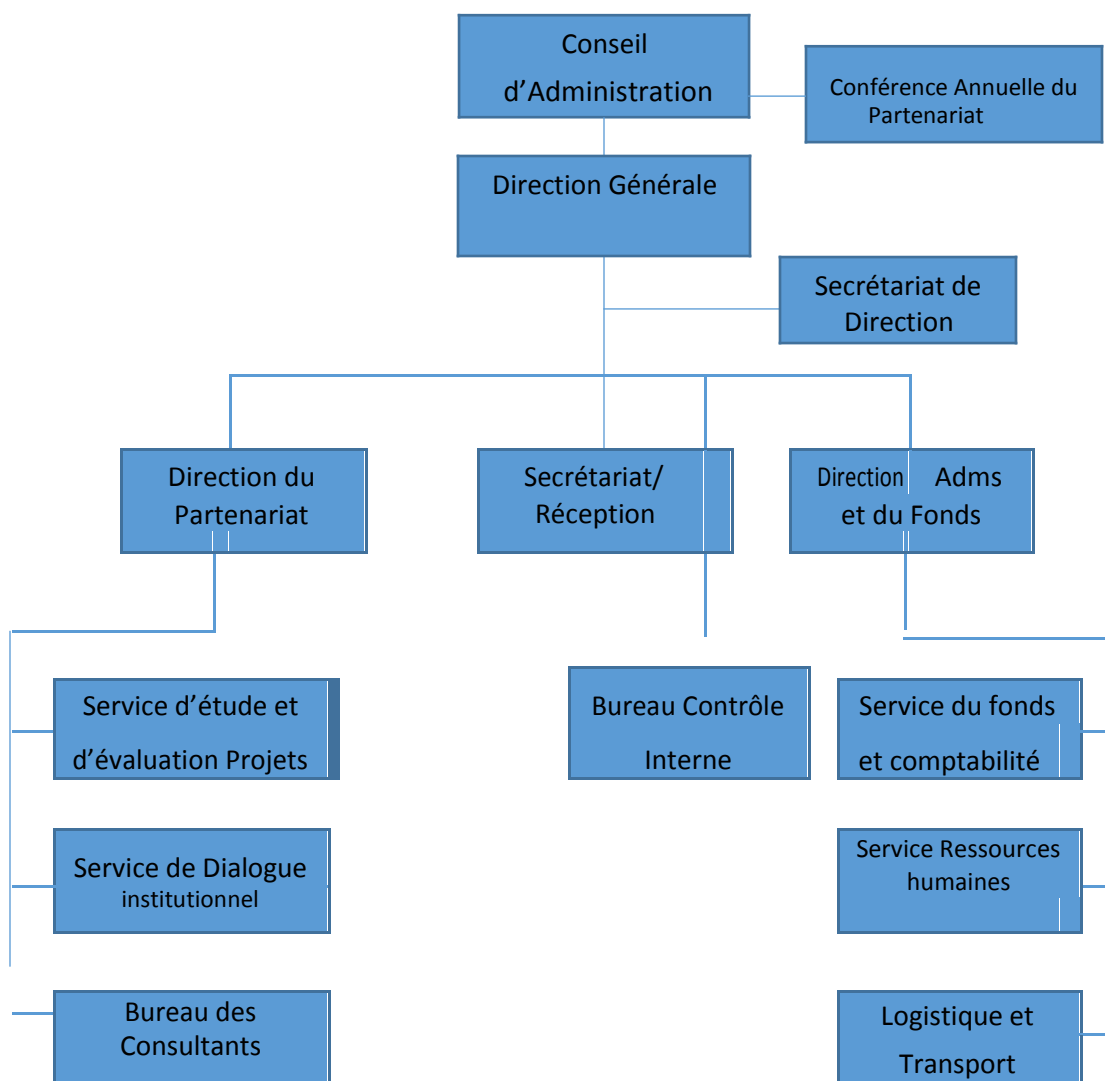 Conseil
d’Administration
Conférence Annuelle du
Partenariat
Direction Générale
Secrétariat de
Direction
Direction du
Partenariat
Secrétariat/
Réception
Direction Adms
et du Fonds
Service d’étude et
d’évaluation Projets
Bureau Contrôle
Interne
Service du fonds
et comptabilité
Service de Dialogue
institutionnel
Service Ressources
humaines
Bureau des
Consultants
Logistique et
Transport